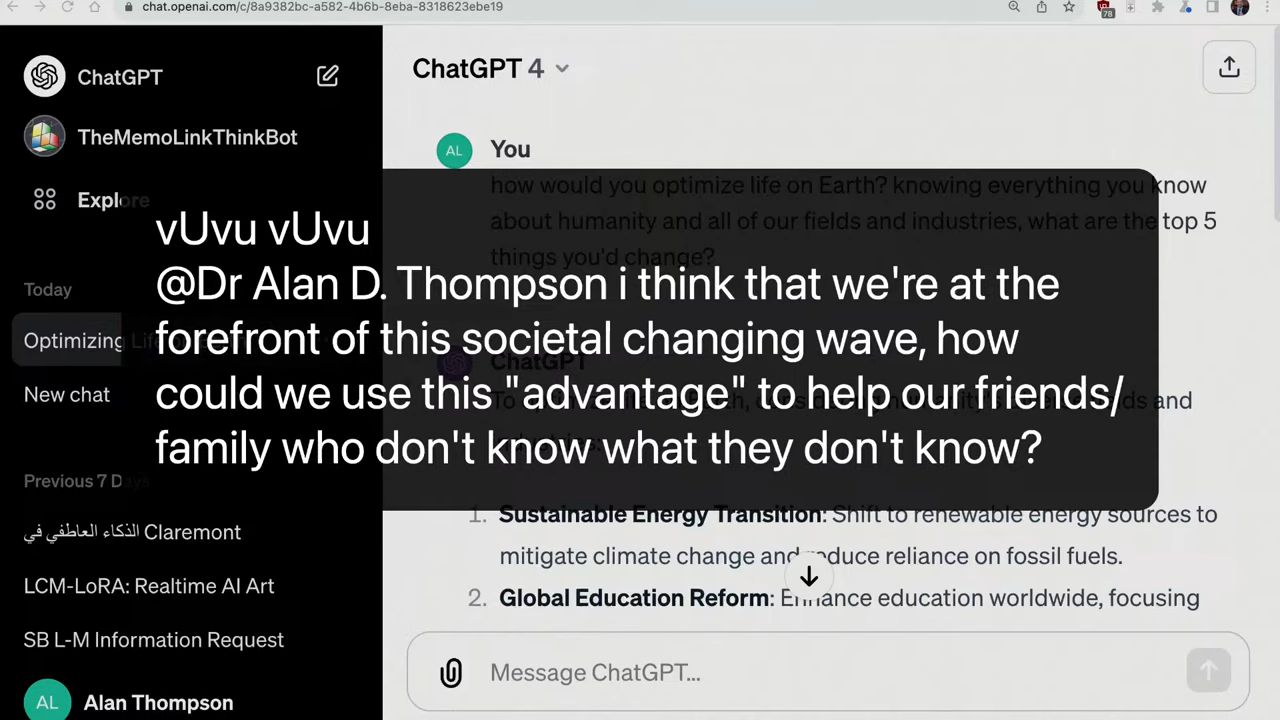 chat.openai.com/c/8a9382bc-a582-4b6b-8eba-8318623ebe19
78
ChatGPT
TheMemoLinkThinkBot
Explore
Today
Optimizing Life
New chat
Previous 7 Days
الذكاء العاطفي في Claremont
LCM-LoRA: Realtime AI Art
SB L-M Information Request
AL Alan Thompson
ChatGPT 4
AL You
how would you optimize life on Earth? knowing everything you know
about humanity and all of our fields and industries, what are the top 5
things you'd change?
vUvu vUvu
@Dr Alan D. Thompson i think that we're at the
forefront of this societal changing wave, how
could we use this "advantage" to help our friends/
family who don't know what they don't know?
ChatGPT
and
1. Sustainable Energy Transition: Shift to renewable energy sources to
mitigate climate change and reduce reliance on fossil fuels.
2. Global Education Reform: Enhance education worldwide, focusing
Message ChatGPT...